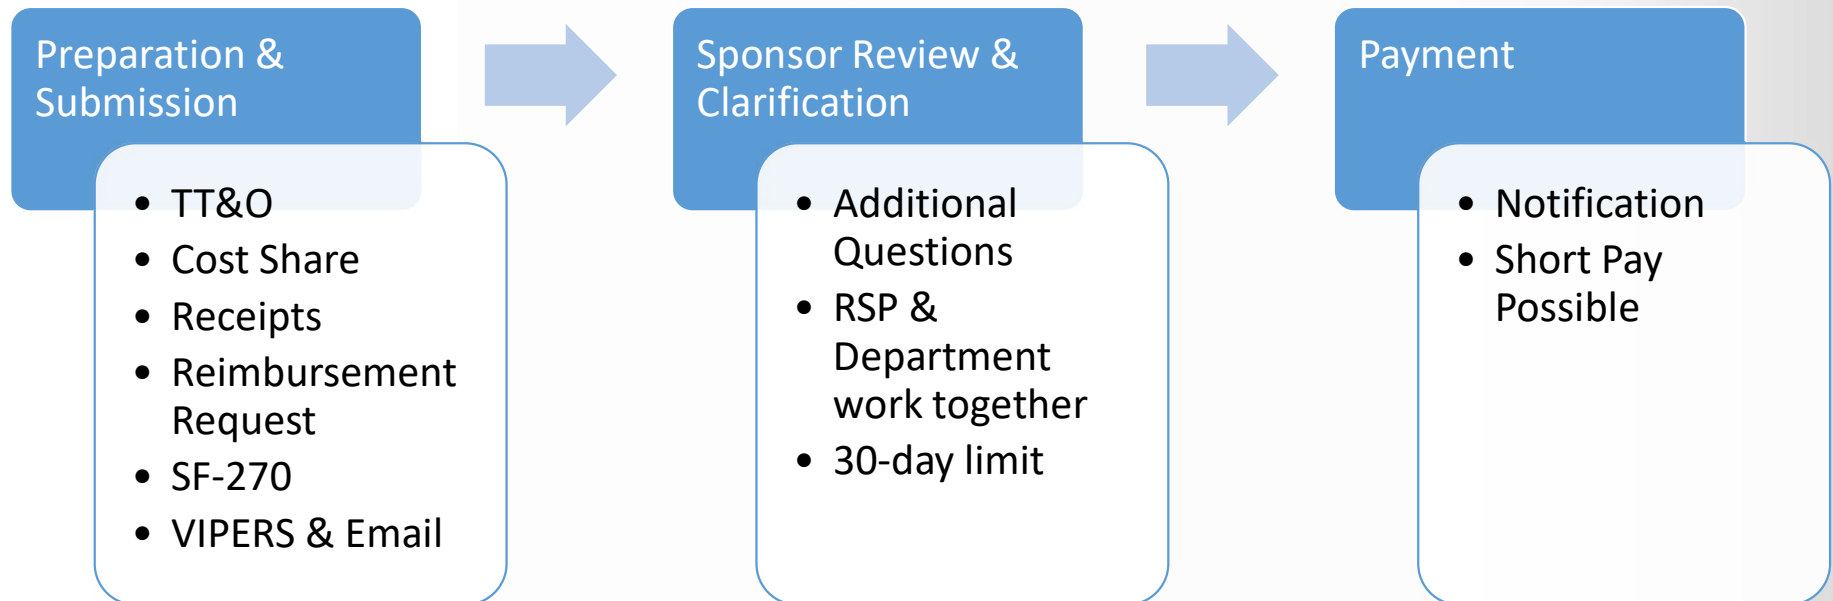 Preparation &
Submission
• TT&O
• Cost Share
• Receipts
• Reimbursement
Request
• SF-270
• VIPERS & Email
Sponsor Review &
Clarification
• Additional
Questions
• RSP &
Department
work together
• 30-day limit
Payment
• Notification
• Short Pay
Possible